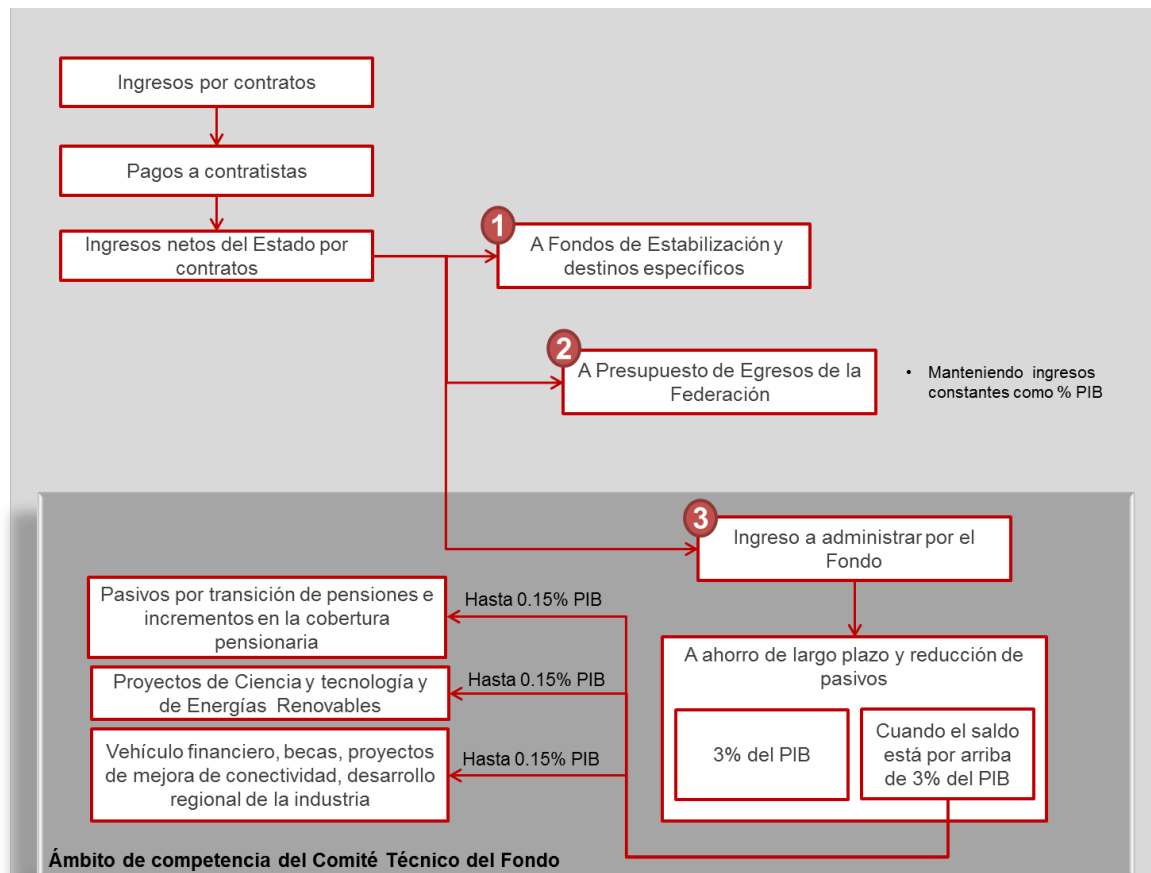 Ingresos por contratos
Pagos a contratistas
Ingresos netos del Estado por
contratos
1
A Fondos de Estabilización y
destinos específicos
2
A Presupuesto de Egresos de la
Federación
• Manteniendo ingresos
constantes como % PIB
3
Ingreso a administrar por el
Fondo
Pasivos por transición de pensiones e
incrementos en la cobertura
pensionaria
Hasta 0.15% PIB
Proyectos de Ciencia y tecnología y
de Energías Renovables
Hasta 0.15% PIB
Vehículo financiero, becas, proyectos
de mejora de conectividad, desarrollo
regional de la industria
Hasta 0.15% PIB
A ahorro de largo plazo y reducción de
pasivos
3% del PIB
Cuando el saldo
está por arriba
de 3% del PIB
Ámbito de competencia del Comité Técnico del Fondo